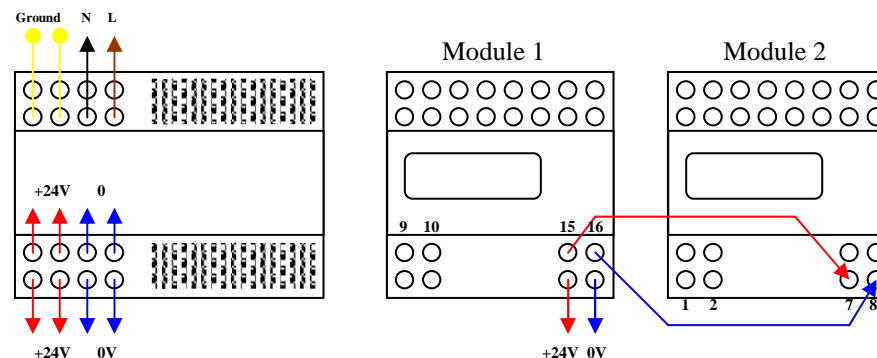 Ground N L
Module 1 Module 2
+24V 0
9 10 15 16
1 2 7 8
+24V 0V +24V 0V